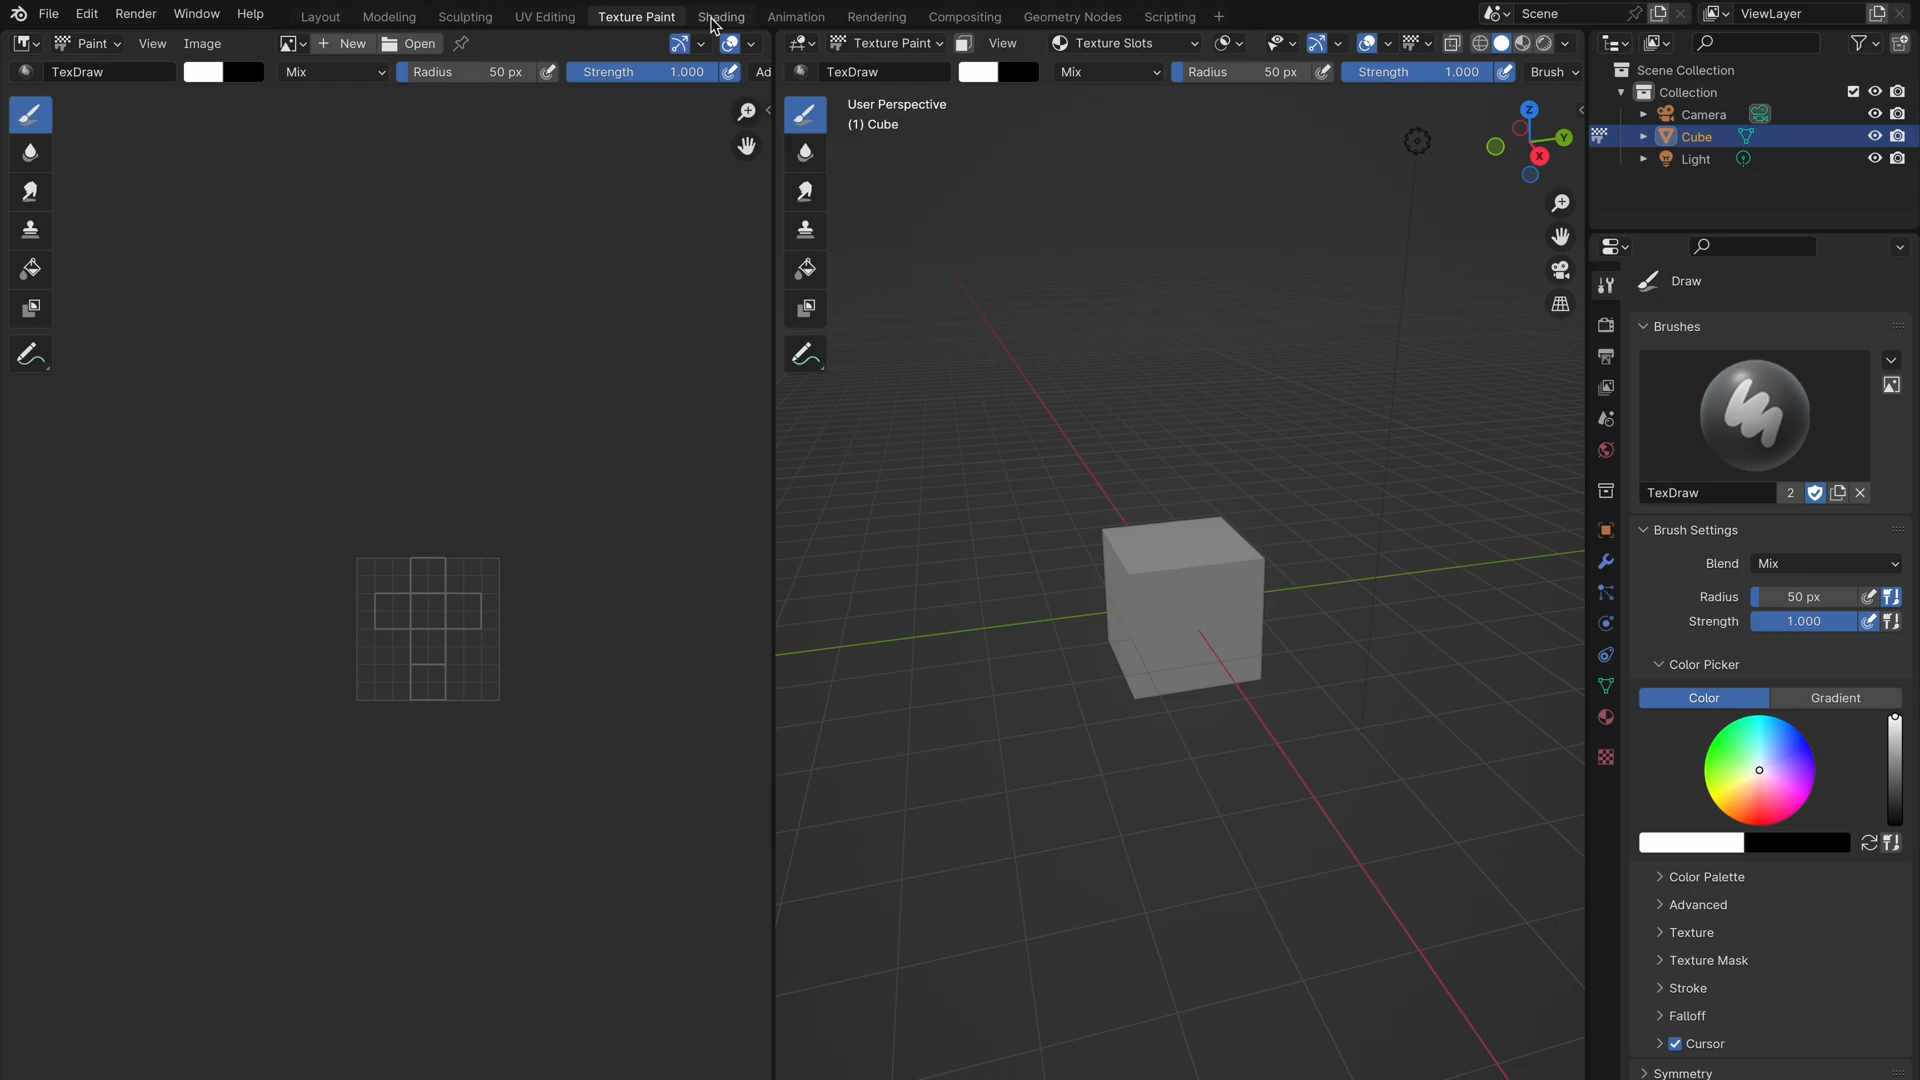 File Edit Render Window Help Layout Modeling Sculpting UV Editing Texture Paint Shading Animation Rendering Compositing Geometry Nodes Scripting + Scene ViewLayer
Paint View Image New Open Texture Paint View Texture Slots
TexDraw Mix Radius 50 px Strength 1.000 Ad TexDraw Mix Radius 50 px Strength 1.000 Brush
User Perspective
(1) Cube
Z
Y
X
Scene Collection
Collection
Camera
Cube
Light
Draw
Brushes
TexDraw 2
Brush Settings
Blend Mix
Radius 50 px
Strength 1.000
Color Picker
Color Gradient
Color Palette
Advanced
Texture
Texture Mask
Stroke
Falloff
Cursor
Symmetry